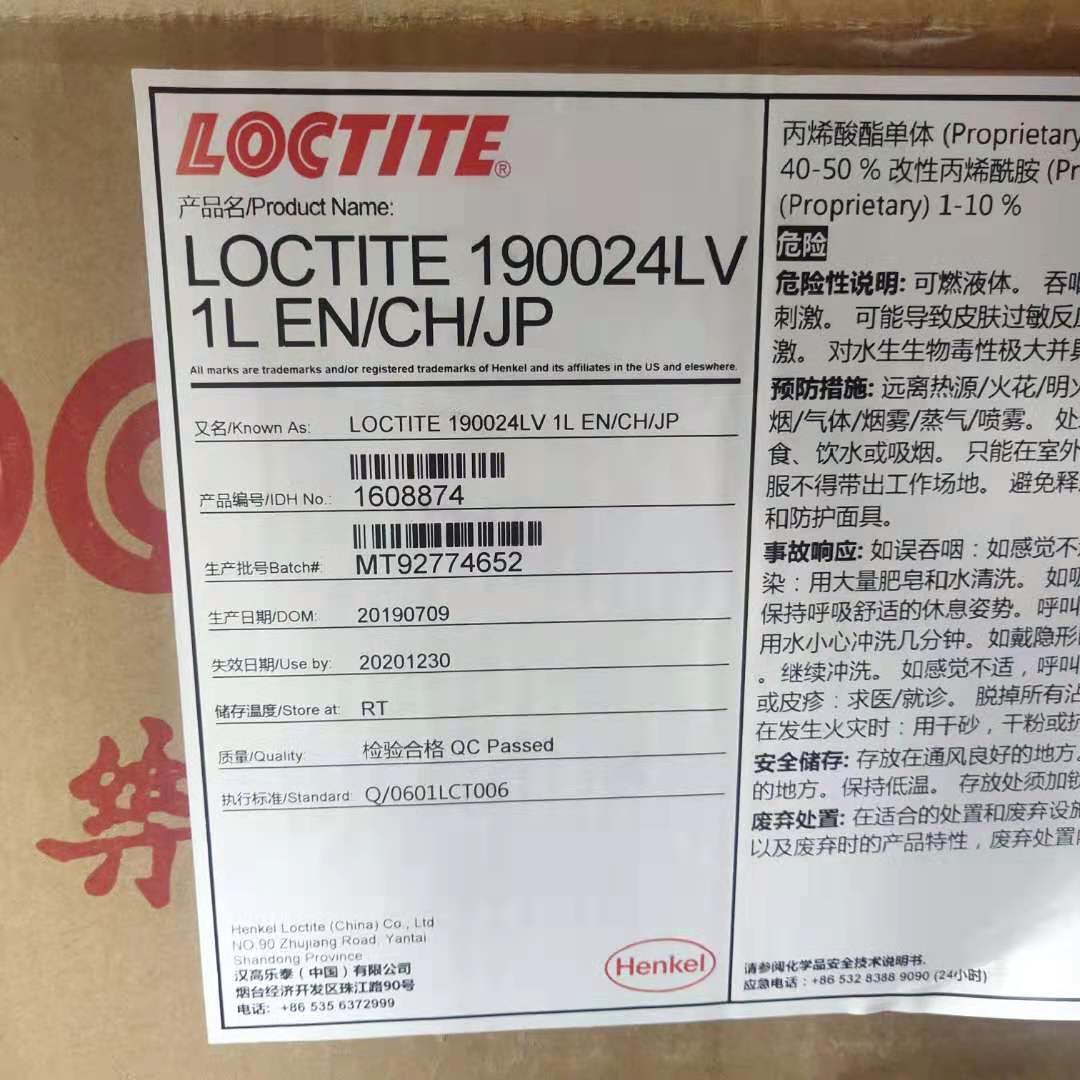 LOCTITE®
产品名/Product Name:
LOCTITE 190024LV
1L EN/CH/JP
All marks are trademarks and/or registered trademarks of Henkel and its affiliates in the US and eleswhere.
又名/Known As: LOCTITE 190024LV 1L EN/CH/JP
产品编号/IDH No.: 1608874
生产批号Batch#: MT92774652
生产日期/DOM: 20190709
失效日期/Use by: 20201230
储存温度/Store at: RT
质量/Quality: 检验合格 QC Passed
执行标准/Standard: Q/0601LCT006
Henkel Loctite (China) Co., Ltd
NO.90 Zhujiang Road, Yantai
Shandong Province
汉高乐泰（中国）有限公司
烟台经济开发区珠江路90号
电话: +86 535 6372999
Henkel
丙烯酸酯单体 (Proprietary
40-50 % 改性丙烯酰胺 (Pr
(Proprietary) 1-10 %
危险
危险性说明: 可燃液体。 吞咽
刺激。 可能导致皮肤过敏反应
激。 对水生生物毒性极大并具
预防措施: 远离热源/火花/明火
烟/气体/烟雾/蒸气/喷雾。 处
食、饮水或吸烟。 只能在室外
服不得带出工作场地。 避免释
和防护面具。
事故响应: 如误吞咽：如感觉不
染：用大量肥皂和水清洗。 如吸
保持呼吸舒适的休息姿势。 呼叫
用水小心冲洗几分钟。如戴隐形
。继续冲洗。 如感觉不适，呼叫
或皮疹：求医/就诊。 脱掉所有沾
在发生火灾时：用干砂，干粉或抗
安全储存: 存放在通风良好的地方。
的地方。保持低温。 存放处须加锁
废弃处置: 在适合的处置和废弃设施
以及废弃时的产品特性，废弃处置
请参阅化学品安全技术说明书.
应急电话：+86 532 8388 9090 (24小时)